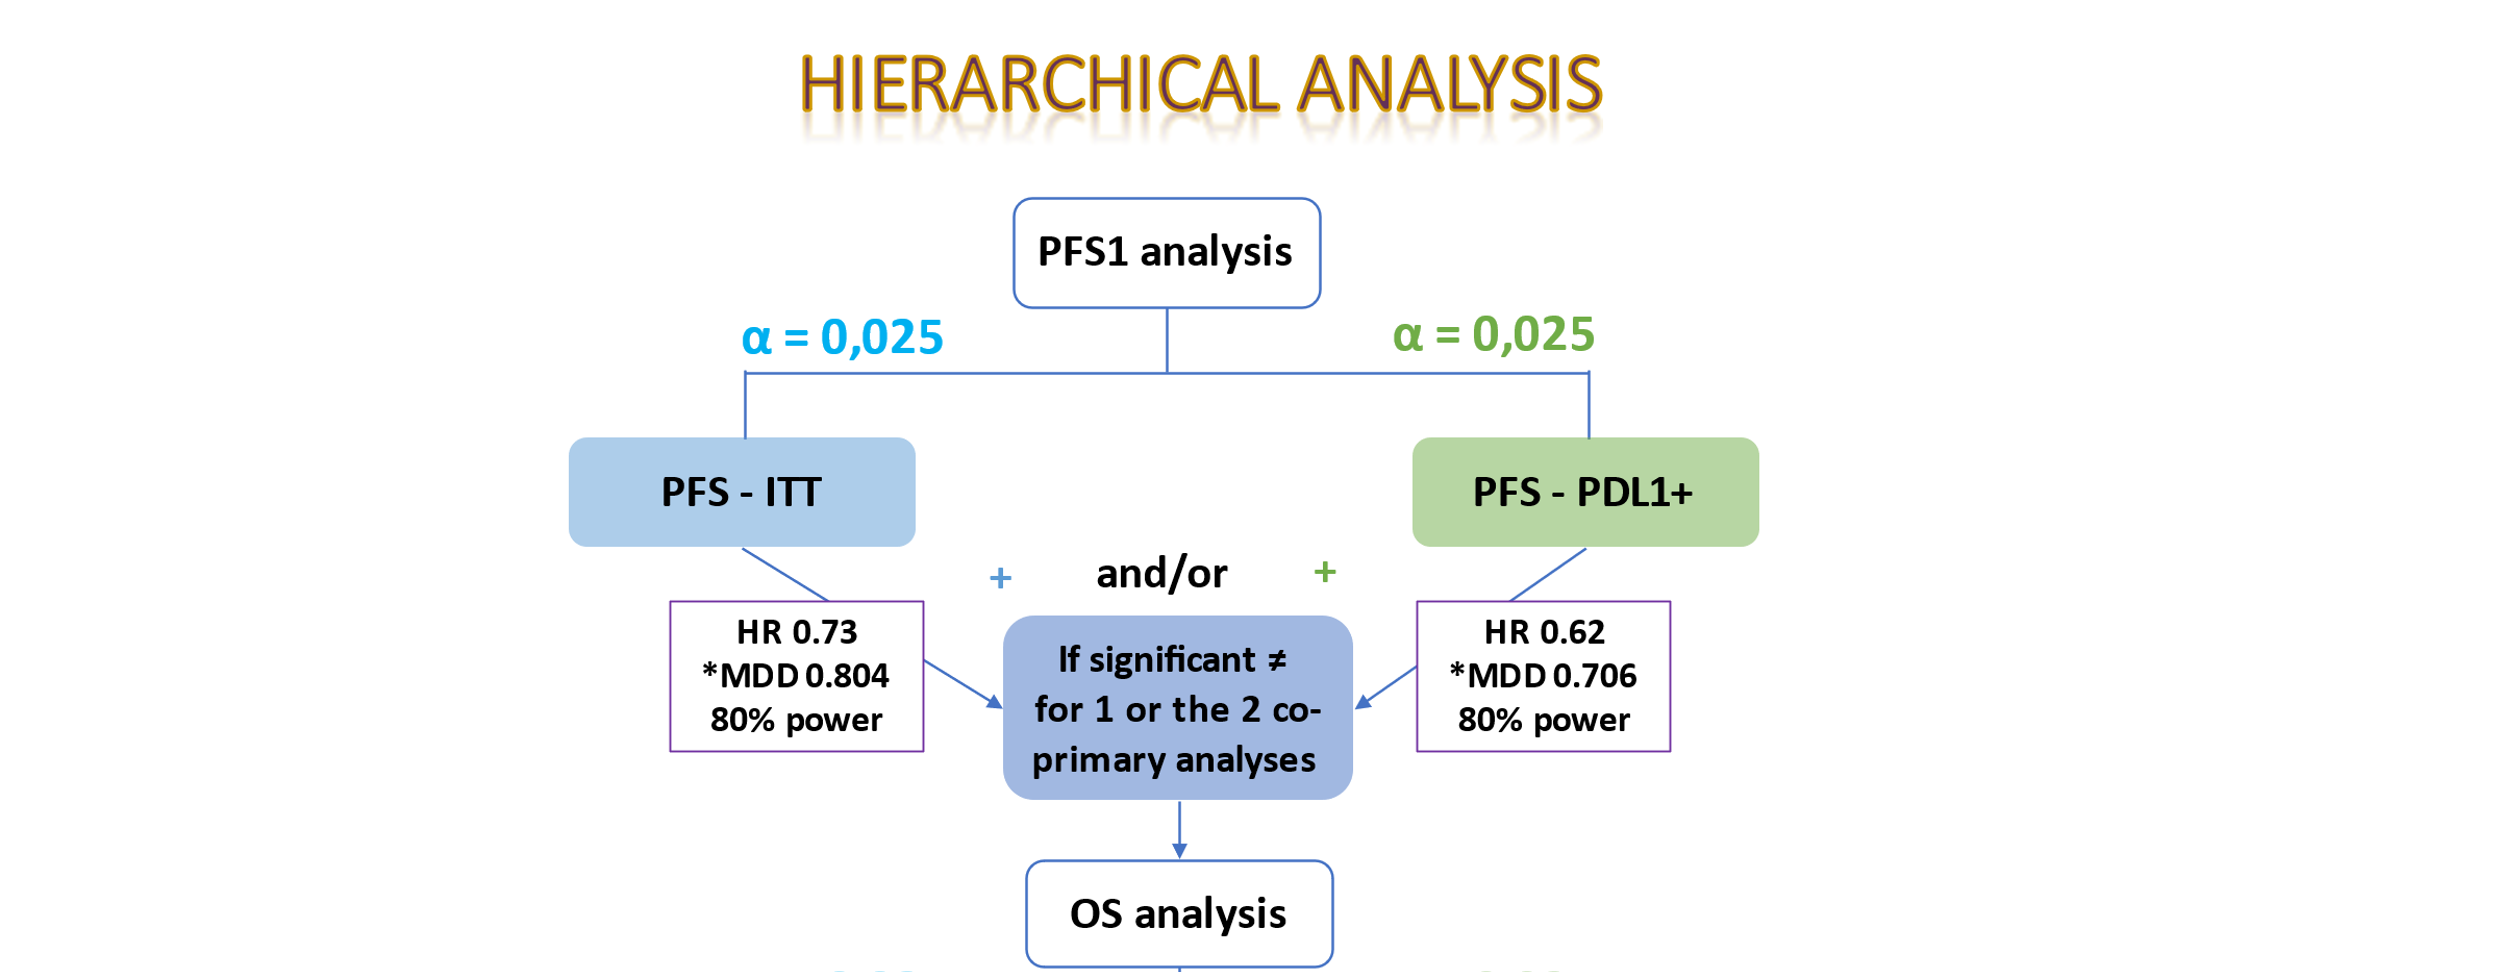 HIERARCHICAL ANALYSIS
PFS1 analysis
α = 0,025
α = 0,025
PFS - ITT
PFS - PDL1+
+ and/or +
HR 0.73
*MDD 0.804
80% power
If significant ≠
for 1 or the 2 co-
primary analyses
HR 0.62
*MDD 0.706
80% power
OS analysis